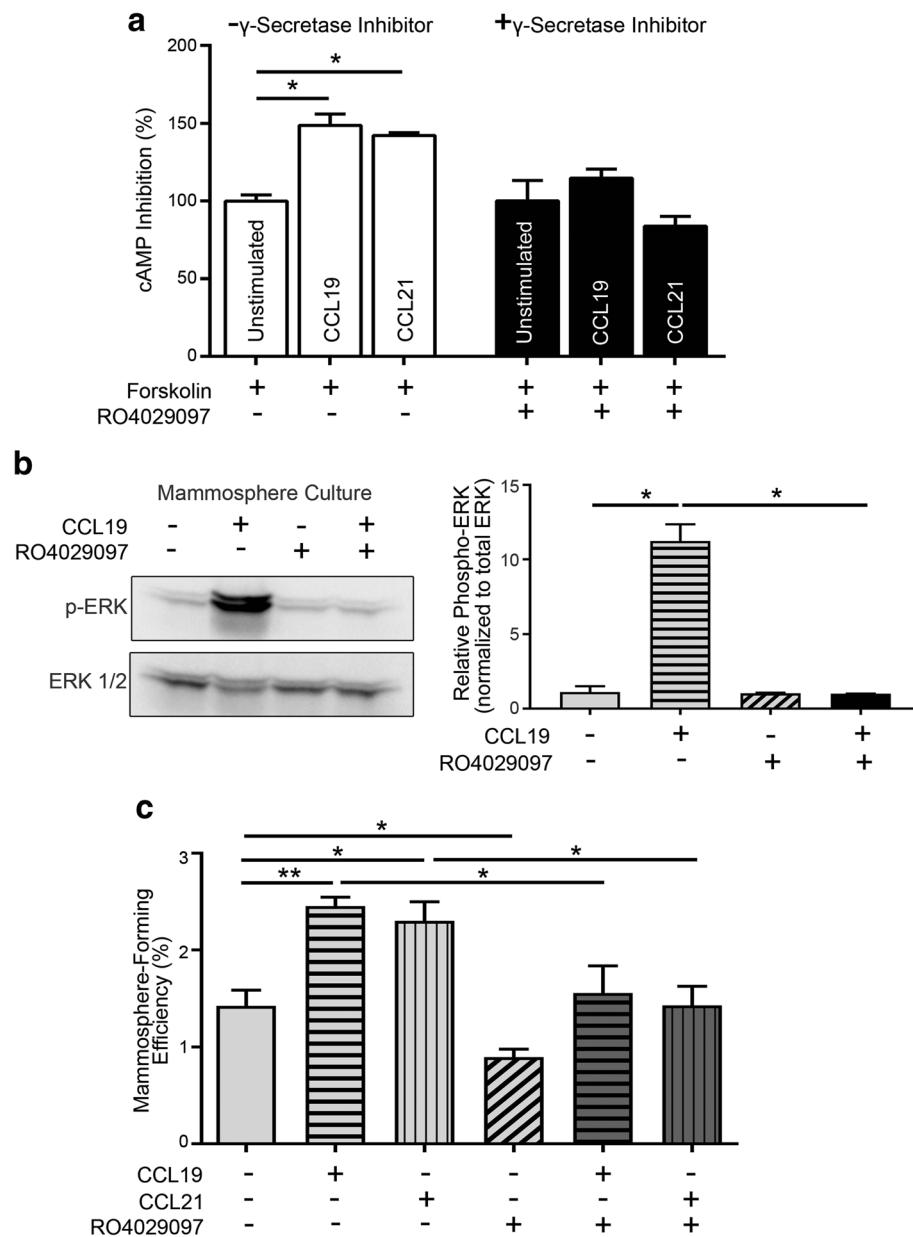 a
-γ-Secretase Inhibitor
+γ-Secretase Inhibitor
cAMP Inhibition (%)
200
150
100
50
0
* *
Unstimulated CCL19 CCL21 Unstimulated CCL19 CCL21
Forskolin + + + + + +
RO4029097 - - - + + +
b
Mammosphere Culture
CCL19 - + - +
RO4029097 - - + +
p-ERK
ERK 1/2
Relative Phospho-ERK
(normalized to total ERK)
15
10
5
0
* *
CCL19 - + - +
RO4029097 - - + +
c
Mammosphere-Forming
Efficiency (%)
3
2
1
0
*
* *
** *
CCL19 - + - - + -
CCL21 - - + - - +
RO4029097 - - - + + +